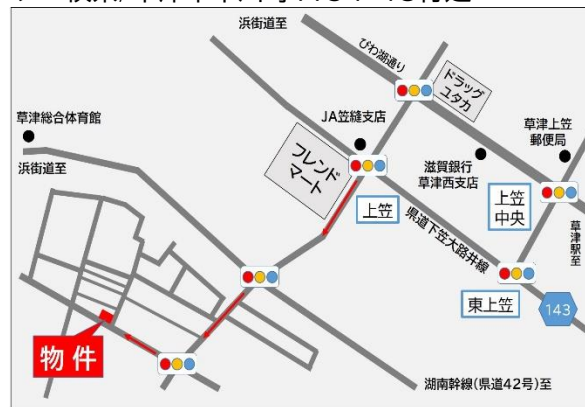 浜街道至
びわ湖通り
ドラッグ
ユタカ
JA笠縫支店
草津上笠
郵便局
草津総合体育館
フレンド
マート
滋賀銀行
草津西支店
浜街道至
上笠
上笠
中央
草津駅至
県道下笠大路井線
東上笠
143
物件
湖南幹線(県道42号)至